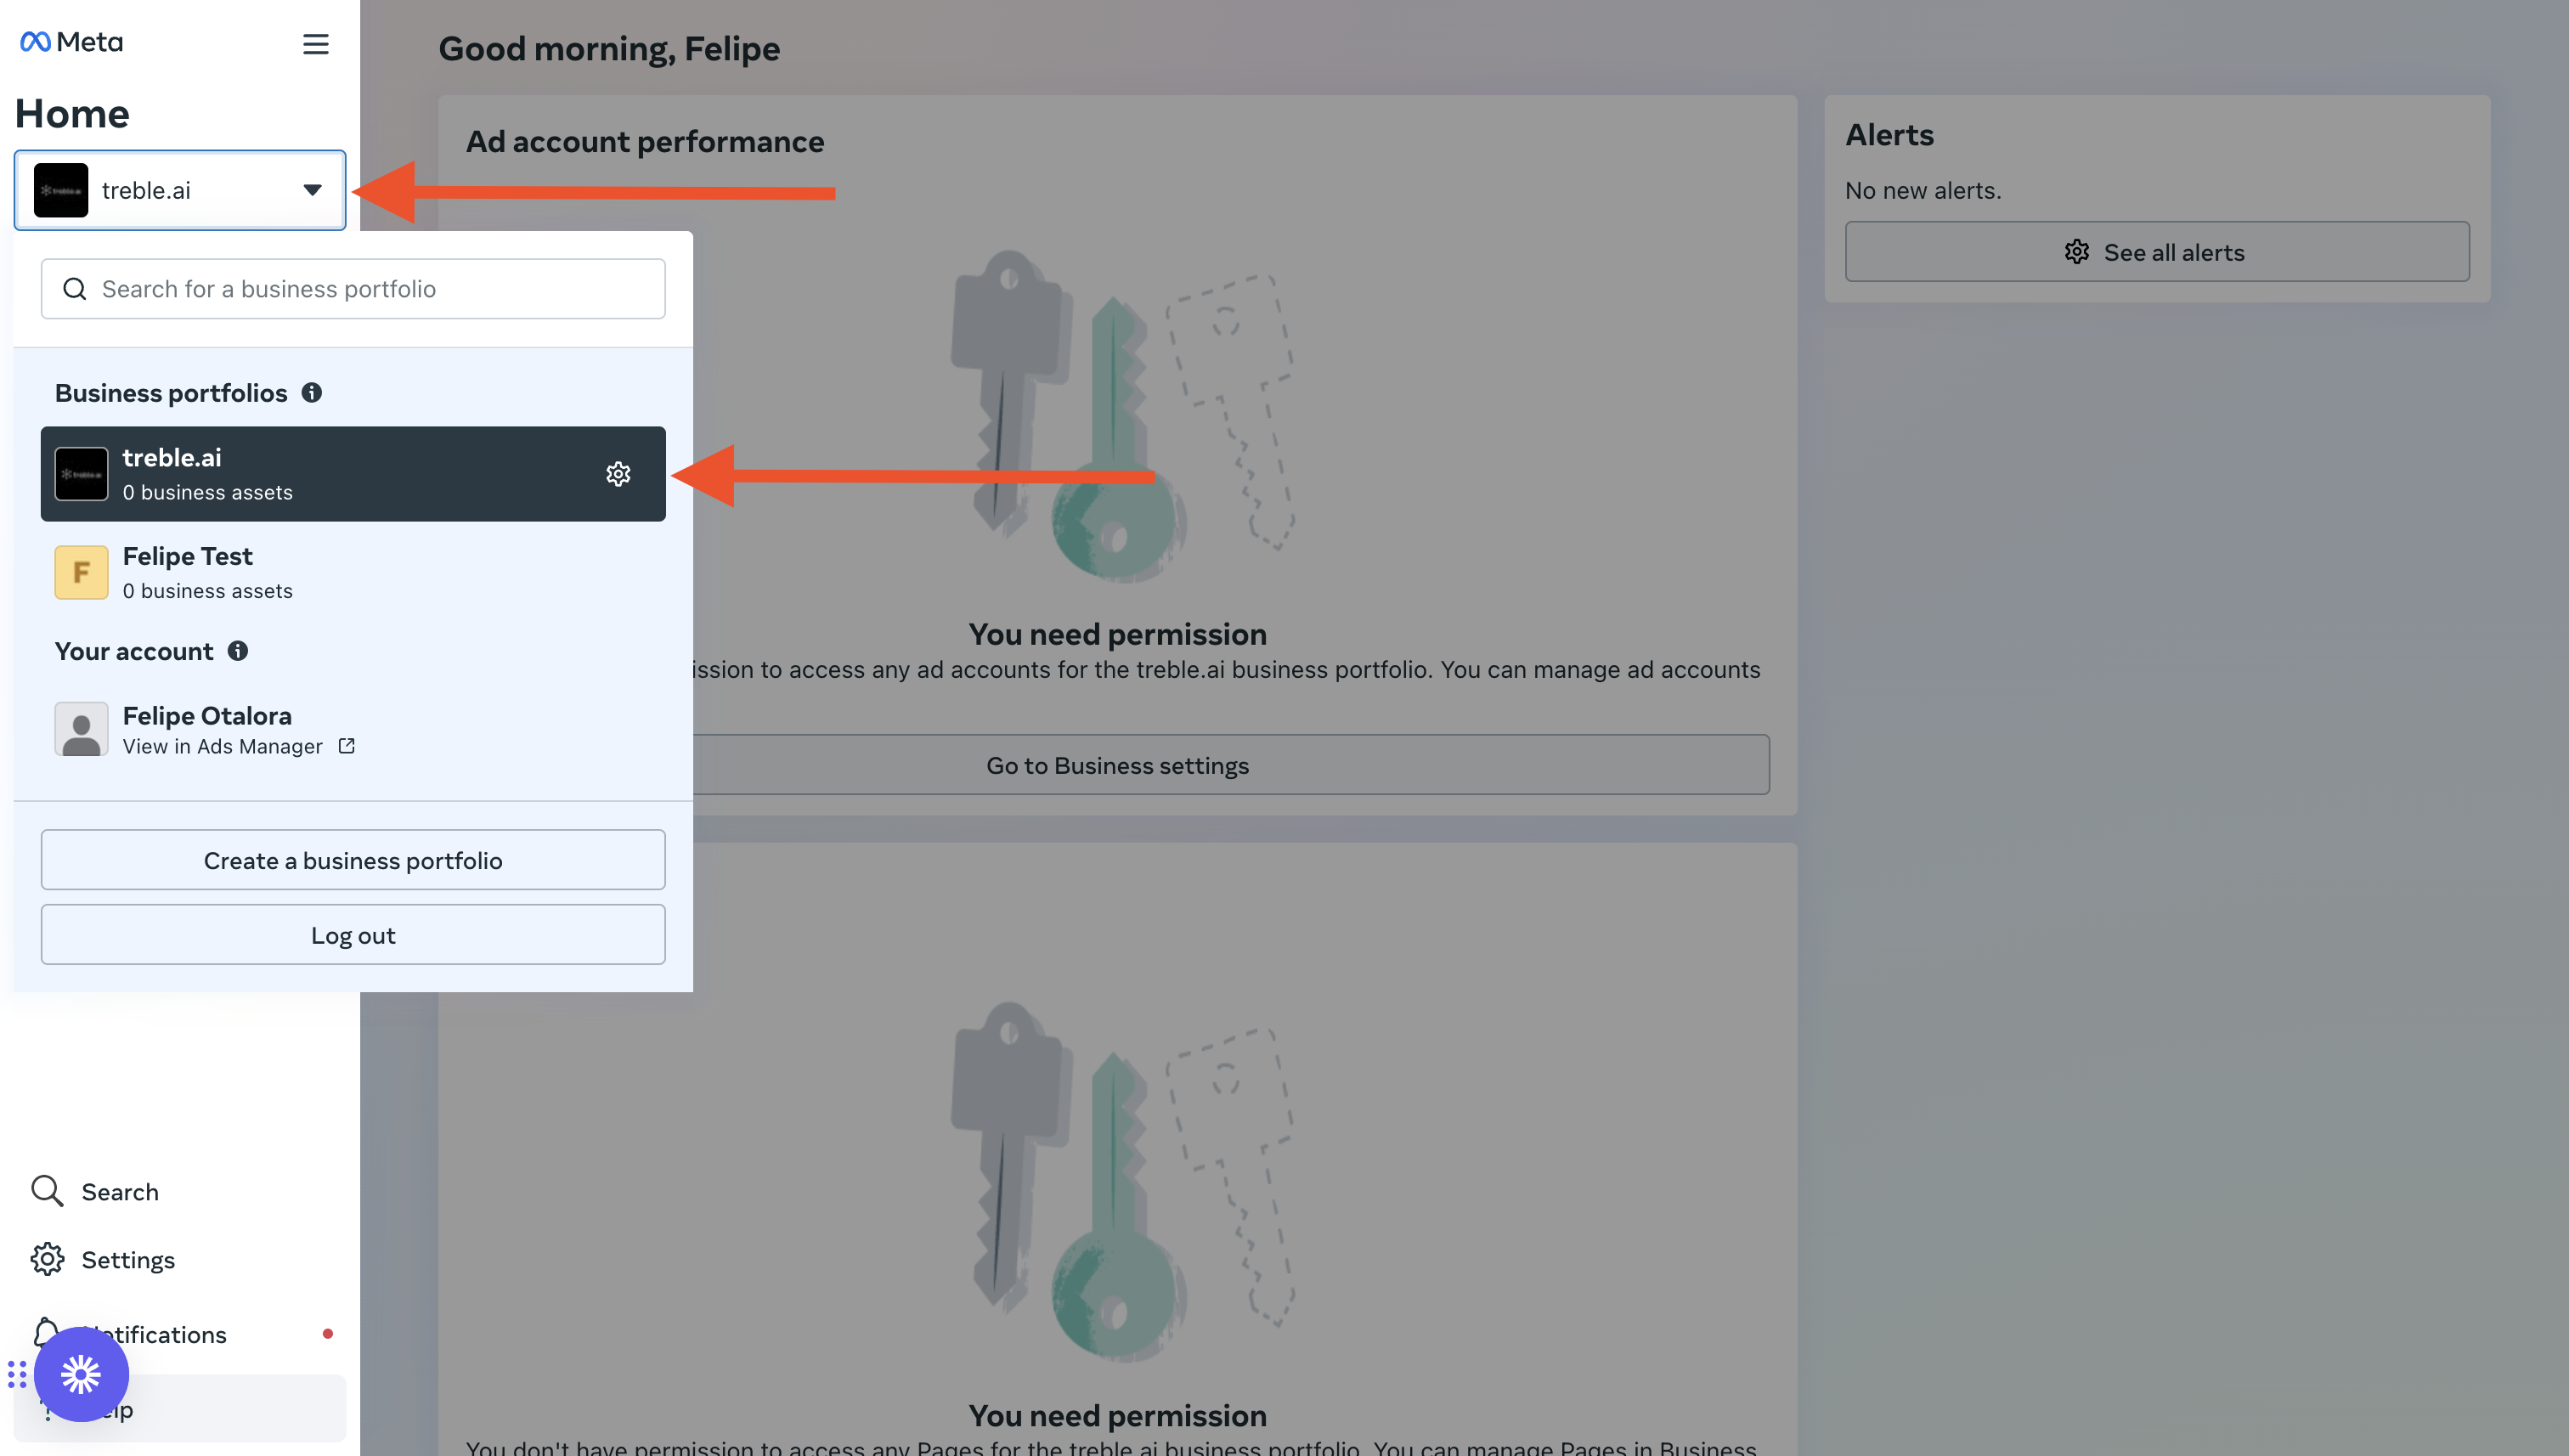 Meta
Home
treble.ai
Search for a business portfolio
Business portfolios
treble.ai
0 business assets
F
Felipe Test
0 business assets
Your account
Felipe Otalora
View in Ads Manager
Create a business portfolio
Log out
Search
Settings
otifications
lp
Good morning, Felipe
Ad account performance
You need permission
ission to access any ad accounts for the treble.ai business portfolio. You can manage ad accounts
Go to Business settings
You need permission
You don't have permission to access any Pages for the treble.ai business portfolio. You can manage Pages in Business
Alerts
No new alerts.
See all alerts